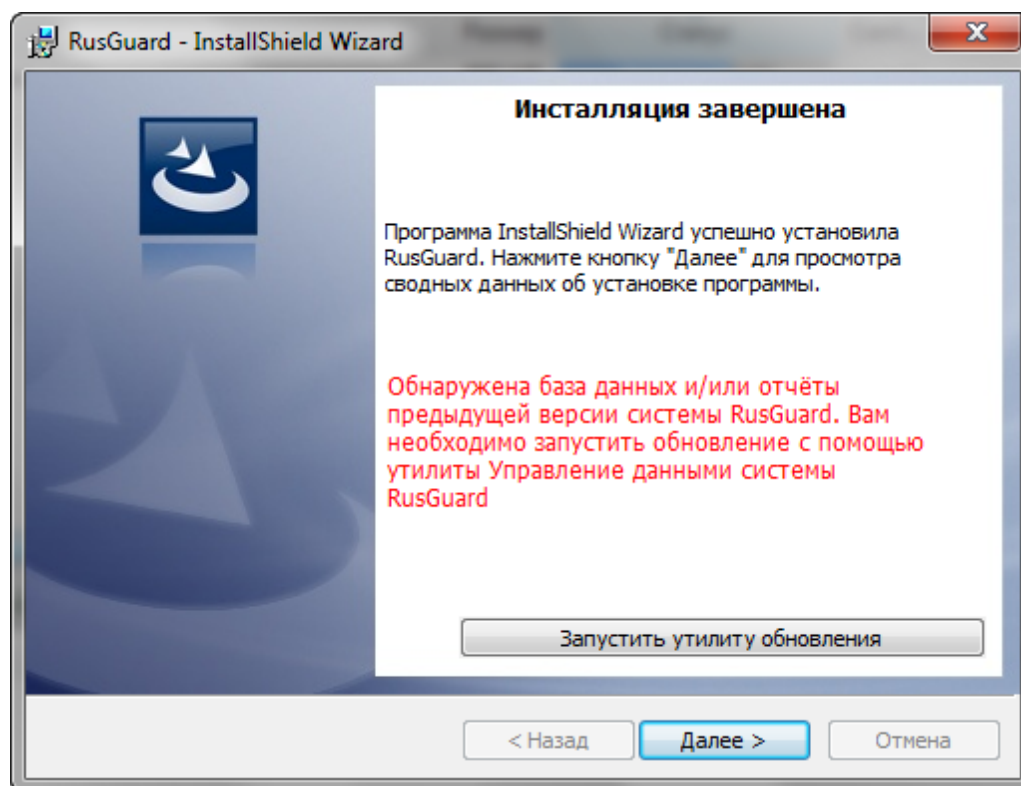 RusGuard - InstallShield Wizard
Инсталляция завершена
Программа InstallShield Wizard успешно установила
RusGuard. Нажмите кнопку "Далее" для просмотра
сводных данных об установке программы.
Обнаружена база данных и/или отчёты
предыдущей версии системы RusGuard. Вам
необходимо запустить обновление с помощью
утилиты Управление данными системы
RusGuard
Запустить утилиту обновления
< Назад
Далее >
Отмена